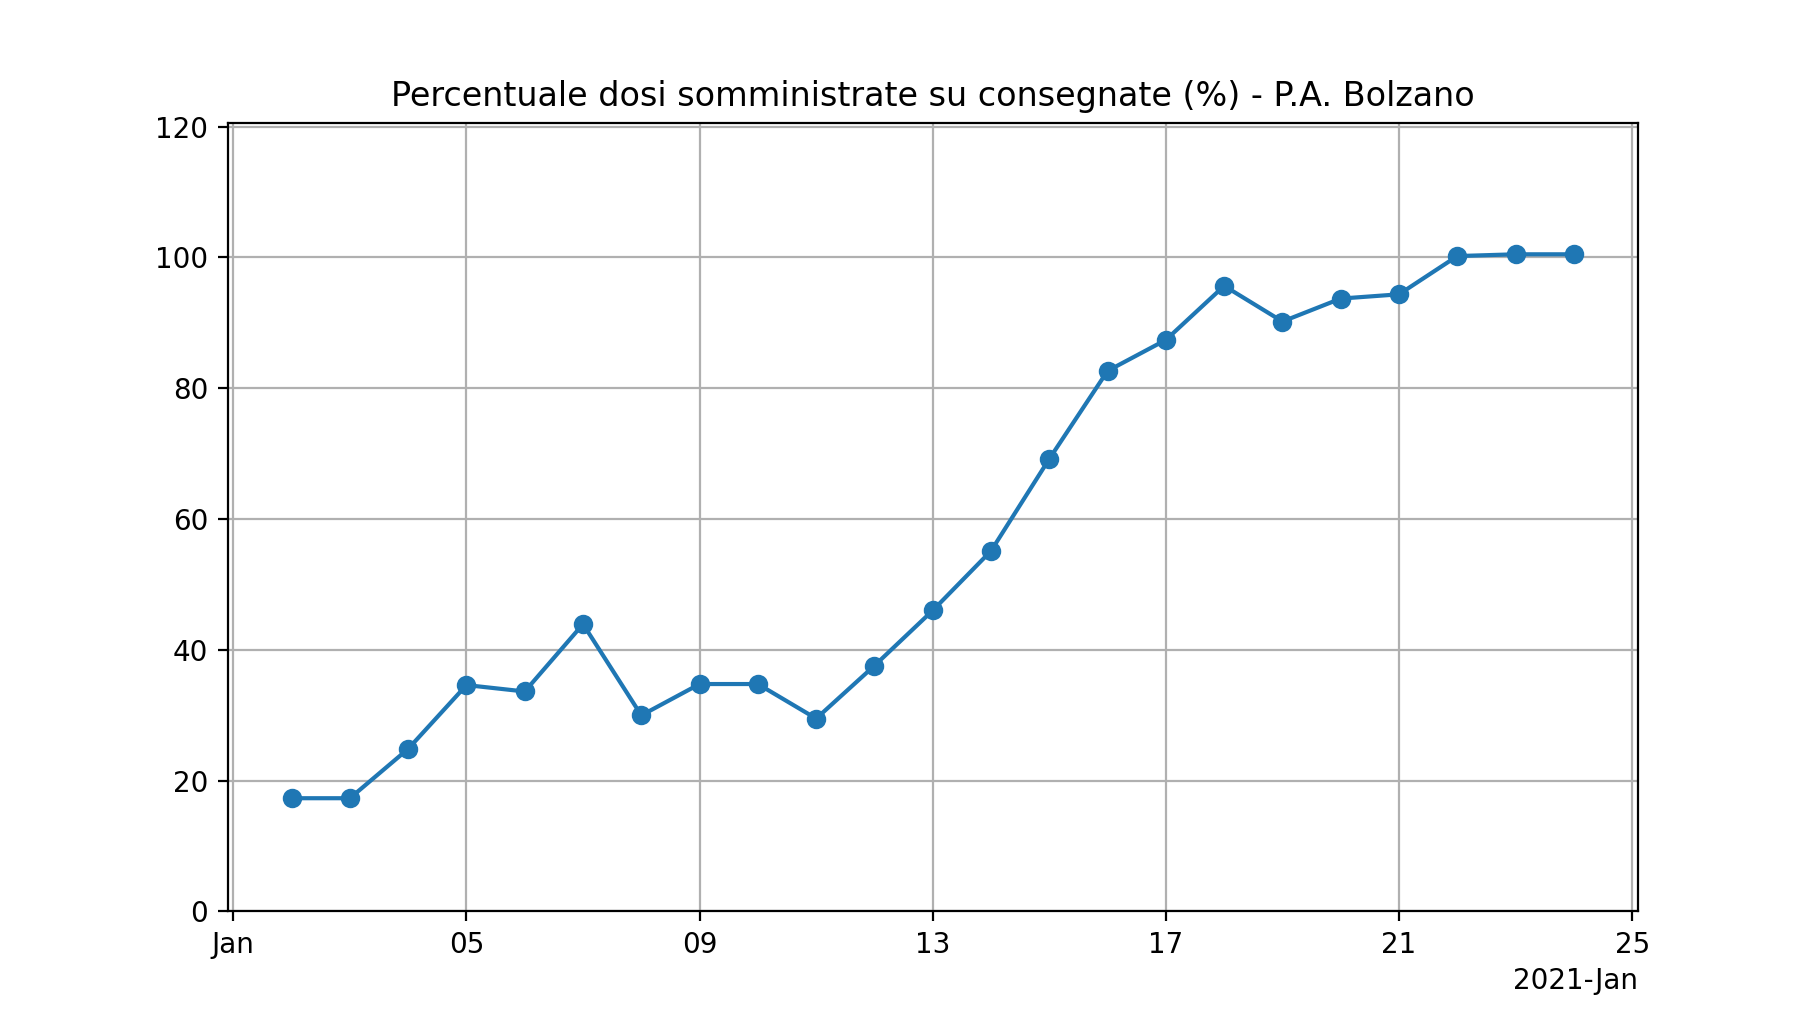 Percentuale dosi somministrate su consegnate (%) - P.A. Bolzano
120
100
80
60
40
20
0
Jan 05 09 13 17 21 25
2021-Jan